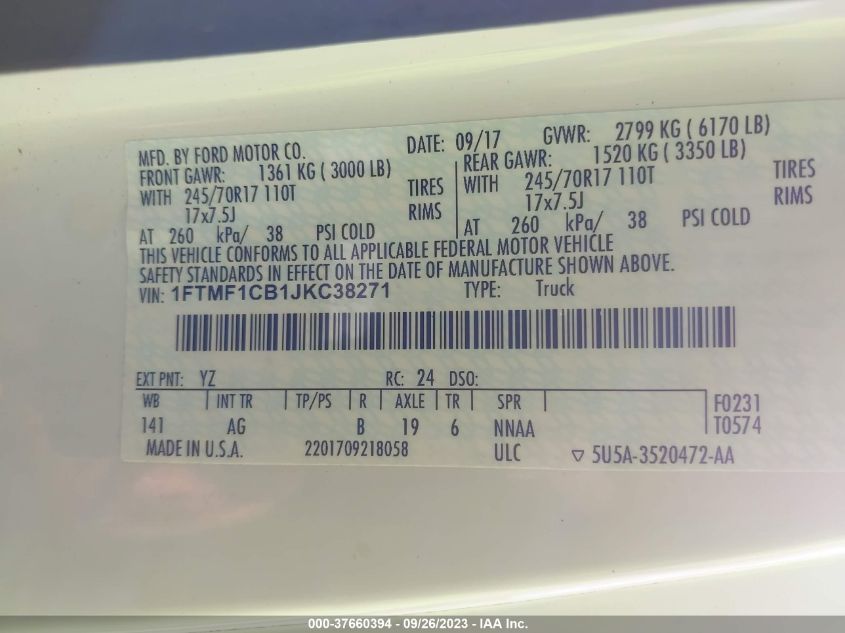 MFD. BY FORD MOTOR CO. DATE: 09/17 GVWR: 2799 KG ( 6170 LB)
FRONT GAWR: 1361 KG ( 3000 LB) REAR GAWR: 1520 KG ( 3350 LB)
WITH 245/70R17 110T TIRES WITH 245/70R17 110T TIRES
17x7.5J RIMS 17x7.5J RIMS
AT 260 kPa/ 38 PSI COLD AT 260 kPa/ 38 PSI COLD
THIS VEHICLE CONFORMS TO ALL APPLICABLE FEDERAL MOTOR VEHICLE
SAFETY STANDARDS IN EFFECT ON THE DATE OF MANUFACTURE SHOWN ABOVE.
VIN: 1FTMF1CB1JKC38271 TYPE: Truck
EXT PNT: YZ RC: 24 DSO:
WB INT TR TP/PS R AXLE TR SPR F0231
141 AG B 19 6 NNAA T0574
MADE IN U.S.A. 2201709218058 ULC ▽ 5U5A-3520472-AA
000-37660394 - 09/26/2023 - IAA Inc.